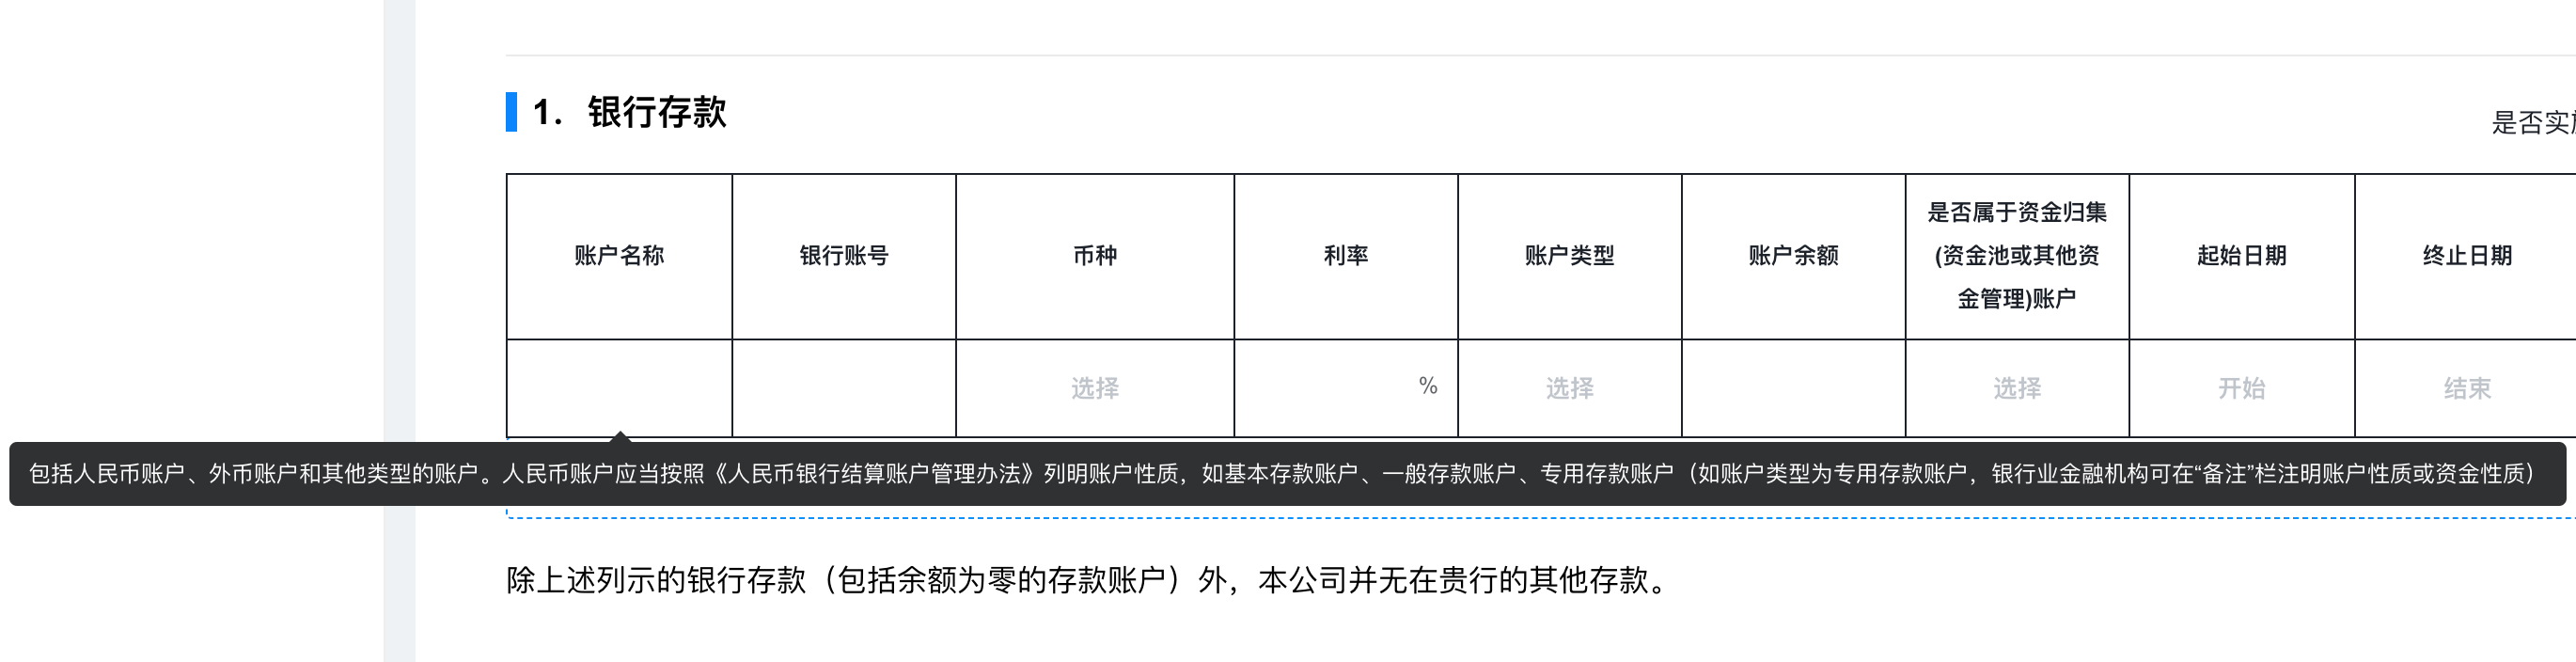 1. 银行存款
是否实
账户名称
银行账号
币种
利率
账户类型
账户余额
是否属于资金归集
(资金池或其他资
金管理)账户
起始日期
终止日期
选择
%
选择
选择
开始
结束
包括人民币账户、外币账户和其他类型的账户。人民币账户应当按照《人民币银行结算账户管理办法》列明账户性质，如基本存款账户、一般存款账户、专用存款账户（如账户类型为专用存款账户，银行业金融机构可在“备注”栏注明账户性质或资金性质）
除上述列示的银行存款（包括余额为零的存款账户）外，本公司并无在贵行的其他存款。